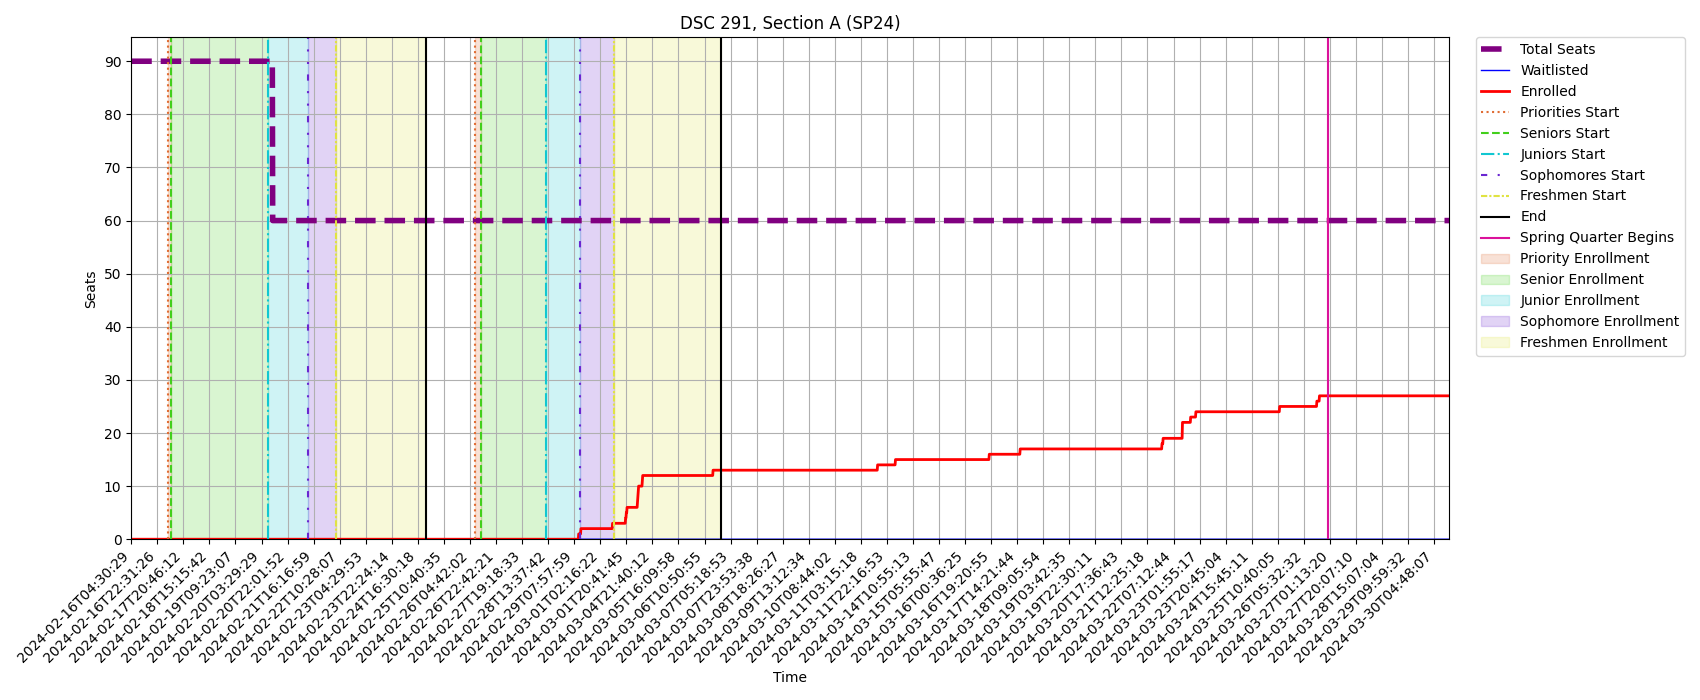 DSC 291, Section A (SP24)
Seats
90
80
70
60
50
40
30
20
10
0
2024-02-16T04:30:29
2024-02-16T22:31:26
2024-02-17T20:46:12
2024-02-18T15:15:42
2024-02-19T09:23:07
2024-02-20T03:29:29
2024-02-20T22:01:52
2024-02-21T16:16:59
2024-02-22T10:28:07
2024-02-23T04:29:53
2024-02-23T22:24:14
2024-02-24T16:30:18
2024-02-25T10:40:35
2024-02-26T04:42:02
2024-02-26T22:42:21
2024-02-27T19:18:33
2024-02-28T13:37:42
2024-02-29T07:57:59
2024-03-01T02:16:22
2024-03-01T20:41:45
2024-03-04T21:40:12
2024-03-05T16:09:58
2024-03-06T10:50:55
2024-03-07T05:18:53
2024-03-07T23:53:38
2024-03-08T18:26:27
2024-03-09T13:12:34
2024-03-10T08:44:02
2024-03-11T03:15:18
2024-03-11T22:16:53
2024-03-14T10:55:13
2024-03-15T05:55:47
2024-03-16T00:36:25
2024-03-16T19:20:55
2024-03-17T14:21:44
2024-03-18T09:05:54
2024-03-19T03:42:35
2024-03-19T22:30:11
2024-03-20T17:36:43
2024-03-21T12:25:18
2024-03-22T07:12:44
2024-03-23T01:55:17
2024-03-23T20:45:04
2024-03-24T15:45:11
2024-03-25T10:40:05
2024-03-26T05:32:32
2024-03-27T01:13:20
2024-03-27T20:07:10
2024-03-28T15:07:04
2024-03-29T09:59:32
2024-03-30T04:48:07
Time
Total Seats
Waitlisted
Enrolled
Priorities Start
Seniors Start
Juniors Start
Sophomores Start
Freshmen Start
End
Spring Quarter Begins
Priority Enrollment
Senior Enrollment
Junior Enrollment
Sophomore Enrollment
Freshmen Enrollment